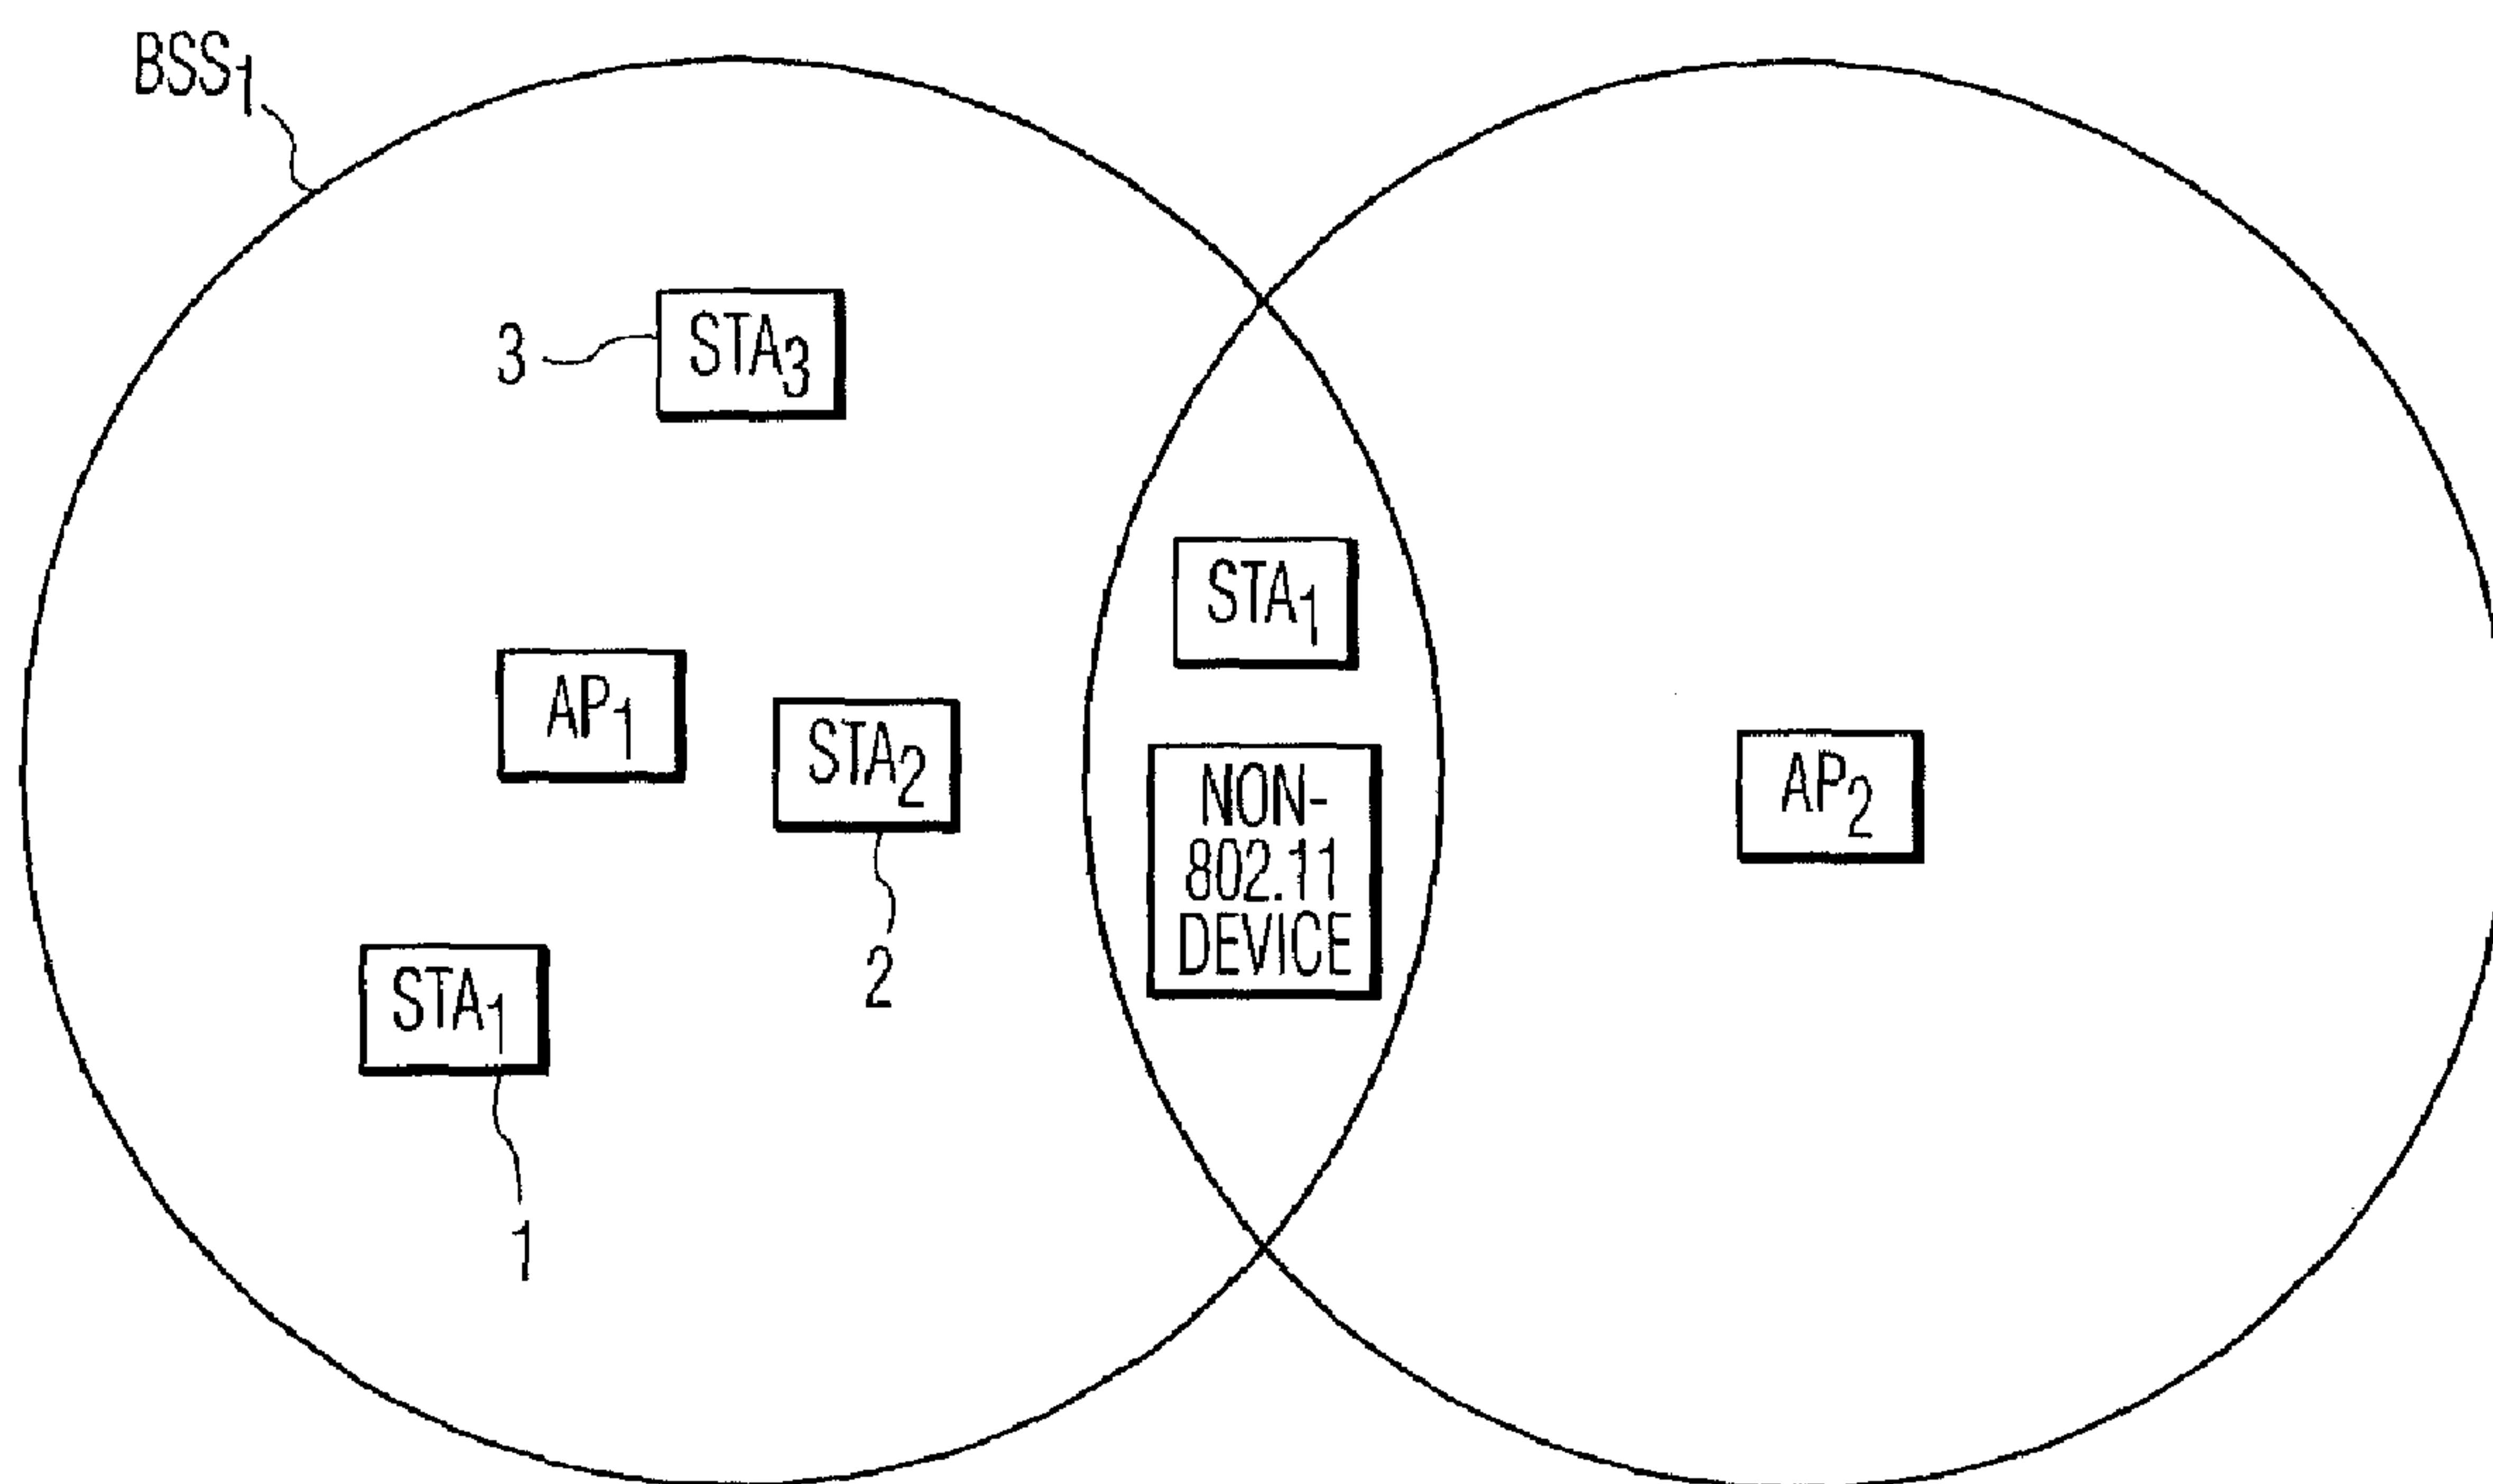 BSS1
3
STA3
STA1
AP1
STA2
NON-
802.11
DEVICE
AP2
2
STA1
1